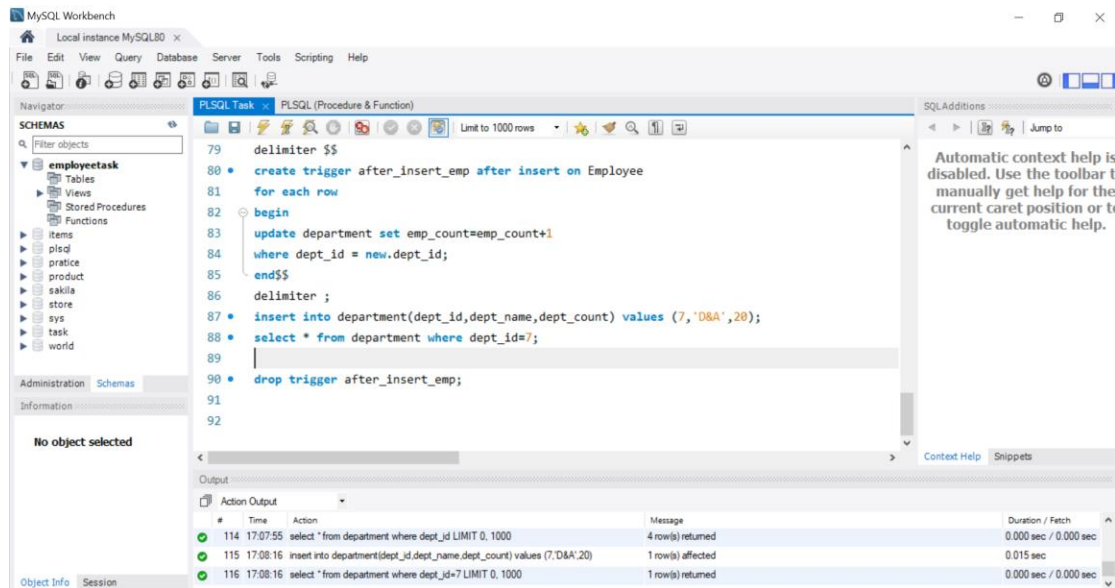 MySQL Workbench
Local instance MySQL80 ×
File Edit View Query Database Server Tools Scripting Help
Navigator
SCHEMAS
Filter objects
employeetask
Tables
Views
Stored Procedures
Functions
items
plsql
pratice
product
sakila
store
sys
task
world
Administration Schemas
Information
No object selected
Object Info Session
PLSQL Task × PLSQL (Procedure & Function)
Limit to 1000 rows
79 delimiter $$
80 create trigger after_insert_emp after insert on Employee
81 for each row
82 begin
83 update department set emp_count=emp_count+1
84 where dept_id = new.dept_id;
85 end$$
86 delimiter ;
87 insert into department(dept_id,dept_name,dept_count) values (7,'D&A',20);
88 select * from department where dept_id=7;
89
90 drop trigger after_insert_emp;
91
92
Output
Action Output
# Time Action Message Duration / Fetch
114 17:07:55 select * from department where dept_id LIMIT 0, 1000 4 row(s) returned 0.000 sec / 0.000 sec
115 17:08:16 insert into department(dept_id,dept_name,dept_count) values (7,'D&A',20) 1 row(s) affected 0.015 sec
116 17:08:16 select * from department where dept_id=7 LIMIT 0, 1000 1 row(s) returned 0.000 sec / 0.000 sec
SQLAdditions
Jump to
Automatic context help is
disabled. Use the toolbar t
manually get help for the
current caret position or to
toggle automatic help.
Context Help Snippets